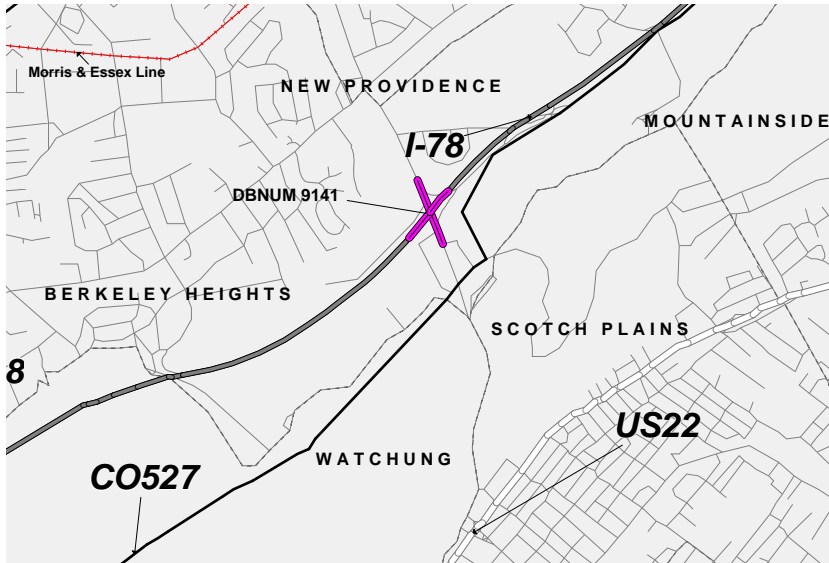 Morris & Essex Line
NEW PROVIDENCE
MOUNTAINSIDE
I-78
DBNUM 9141
BERKELEY HEIGHTS
SCOTCH PLAINS
8
US22
WATCHUNG
CO527